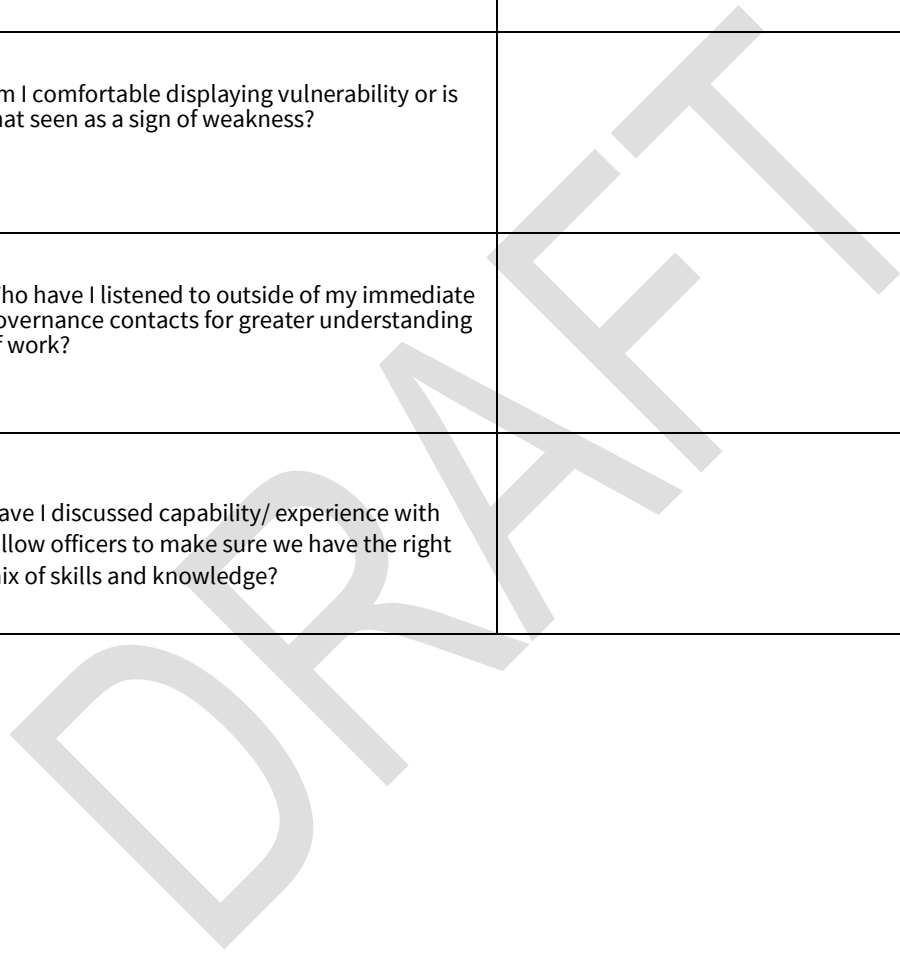 m I comfortable displaying vulnerability or is
hat seen as a sign of weakness?
ho have I listened to outside of my immediate
overnance contacts for greater understanding
f work?
ave I discussed capability/ experience with
llow officers to make sure we have the right
ix of skills and knowledge?
DRAFT